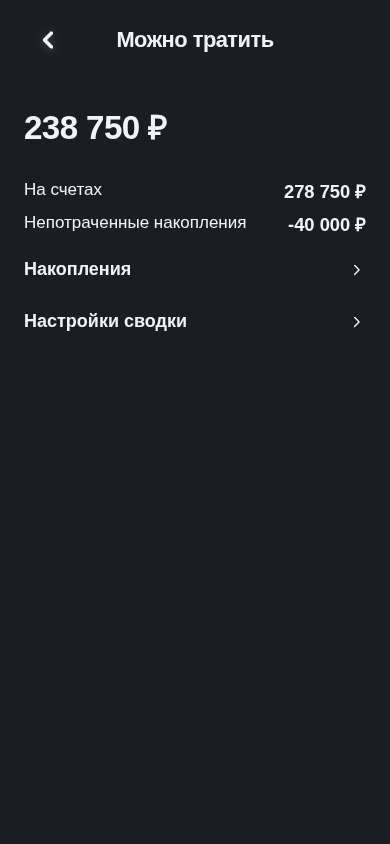 Можно тратить
238 750 ₽
На счетах 278 750 ₽
Непотраченные накопления -40 000 ₽
Накопления
Настройки сводки